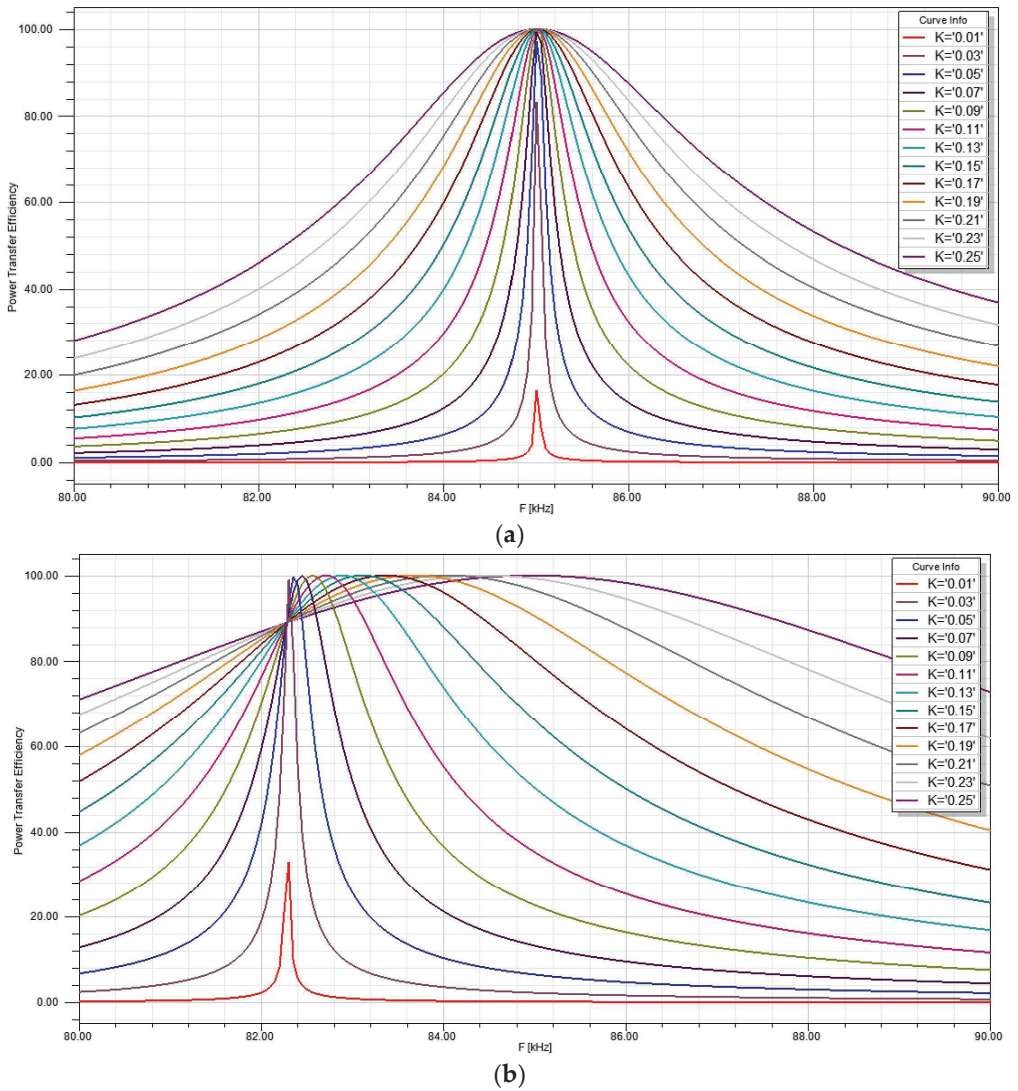 Power Transfer Efficiency
100.00
80.00
60.00
40.00
20.00
0.00
80.00 82.00 84.00 86.00 88.00 90.00
F [kHz]
Curve Info
K='0.01'
K='0.03'
K='0.05'
K='0.07'
K='0.09'
K='0.11'
K='0.13'
K='0.15'
K='0.17'
K='0.19'
K='0.21'
K='0.23'
K='0.25'
(a)
Power Transfer Efficiency
100.00
80.00
60.00
40.00
20.00
0.00
80.00 82.00 84.00 86.00 88.00 90.00
F [kHz]
Curve Info
K='0.01'
K='0.03'
K='0.05'
K='0.07'
K='0.09'
K='0.11'
K='0.13'
K='0.15'
K='0.17'
K='0.19'
K='0.21'
K='0.23'
K='0.25'
(b)